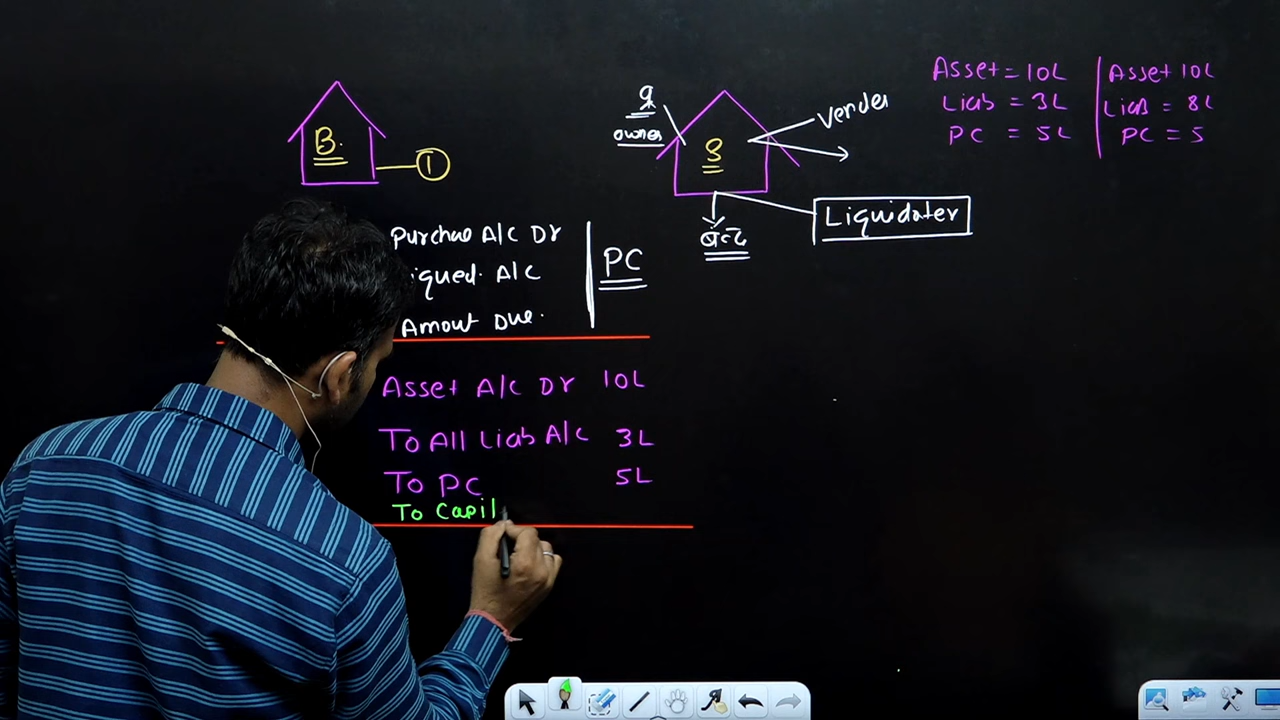 Asset = 10L
Liab = 3L
PC = 5L
Asset 10L
Liab = 8L
PC = 5
B.
1
owner
S
Vender
Liquidater
Purchae A/C Dr
iqued. A/C
Amout Due.
PC
Asset A/C Dr 10L
To All Liab A/C 3L
To PC 5L
To Capil